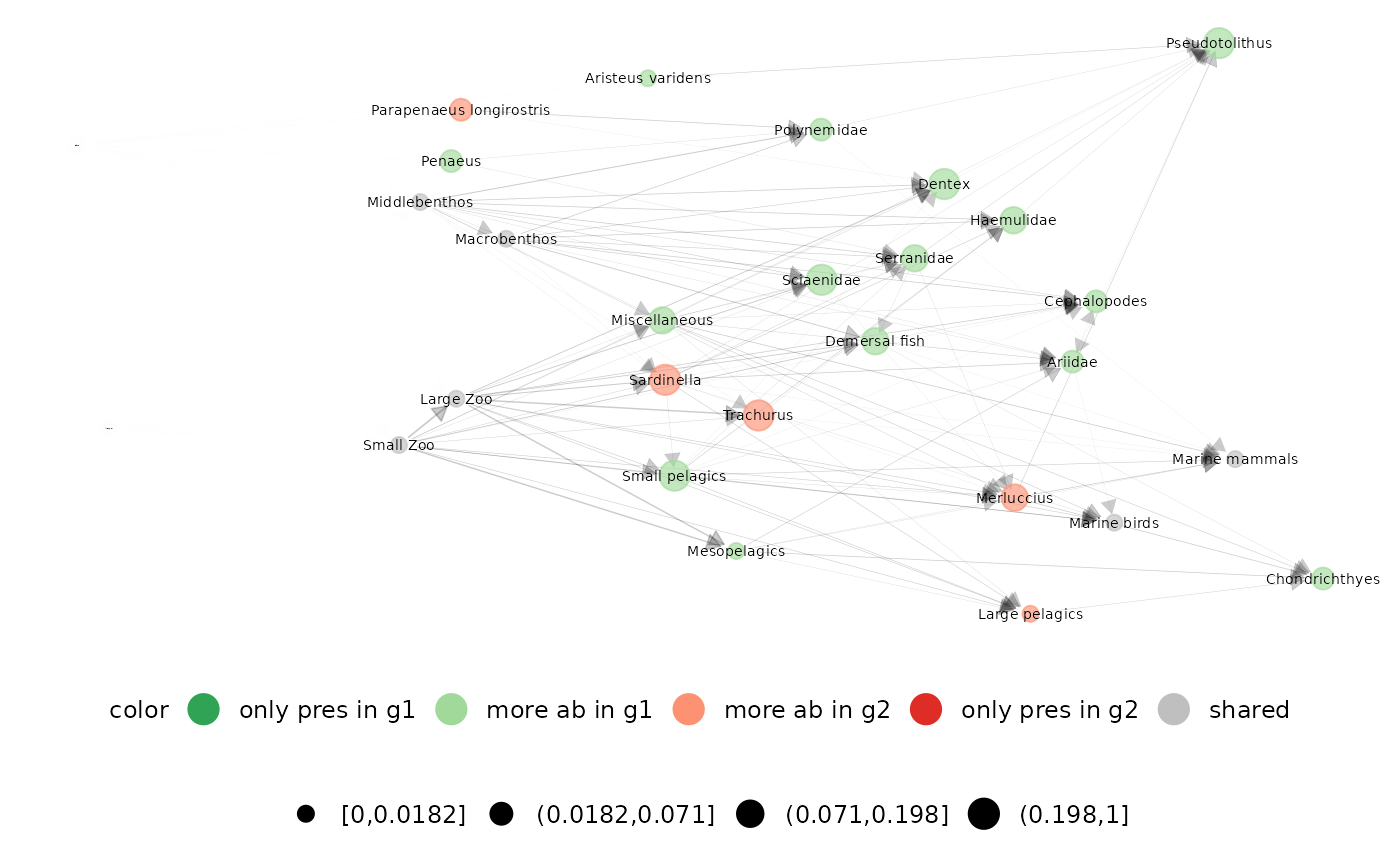 Pseudotolithus
Aristeus varidens
Parapenaeus longirostris
Polynemidae
Penaeus
Dentex
Middlebenthos
Haemulidae
Macrobenthos
Serranidae
Sciaenidae
Cephalopodes
Miscellaneous
Demersal fish
Ariidae
Sardinella
Large Zoo
Trachurus
Small Zoo
Marine mammals
Small pelagics
Merluccius
Marine birds
Mesopelagics
Chondrichthyes
Large pelagics
color only pres in g1 more ab in g1 more ab in g2 only pres in g2 shared
[0,0.0182] (0.0182,0.071] (0.071,0.198] (0.198,1]